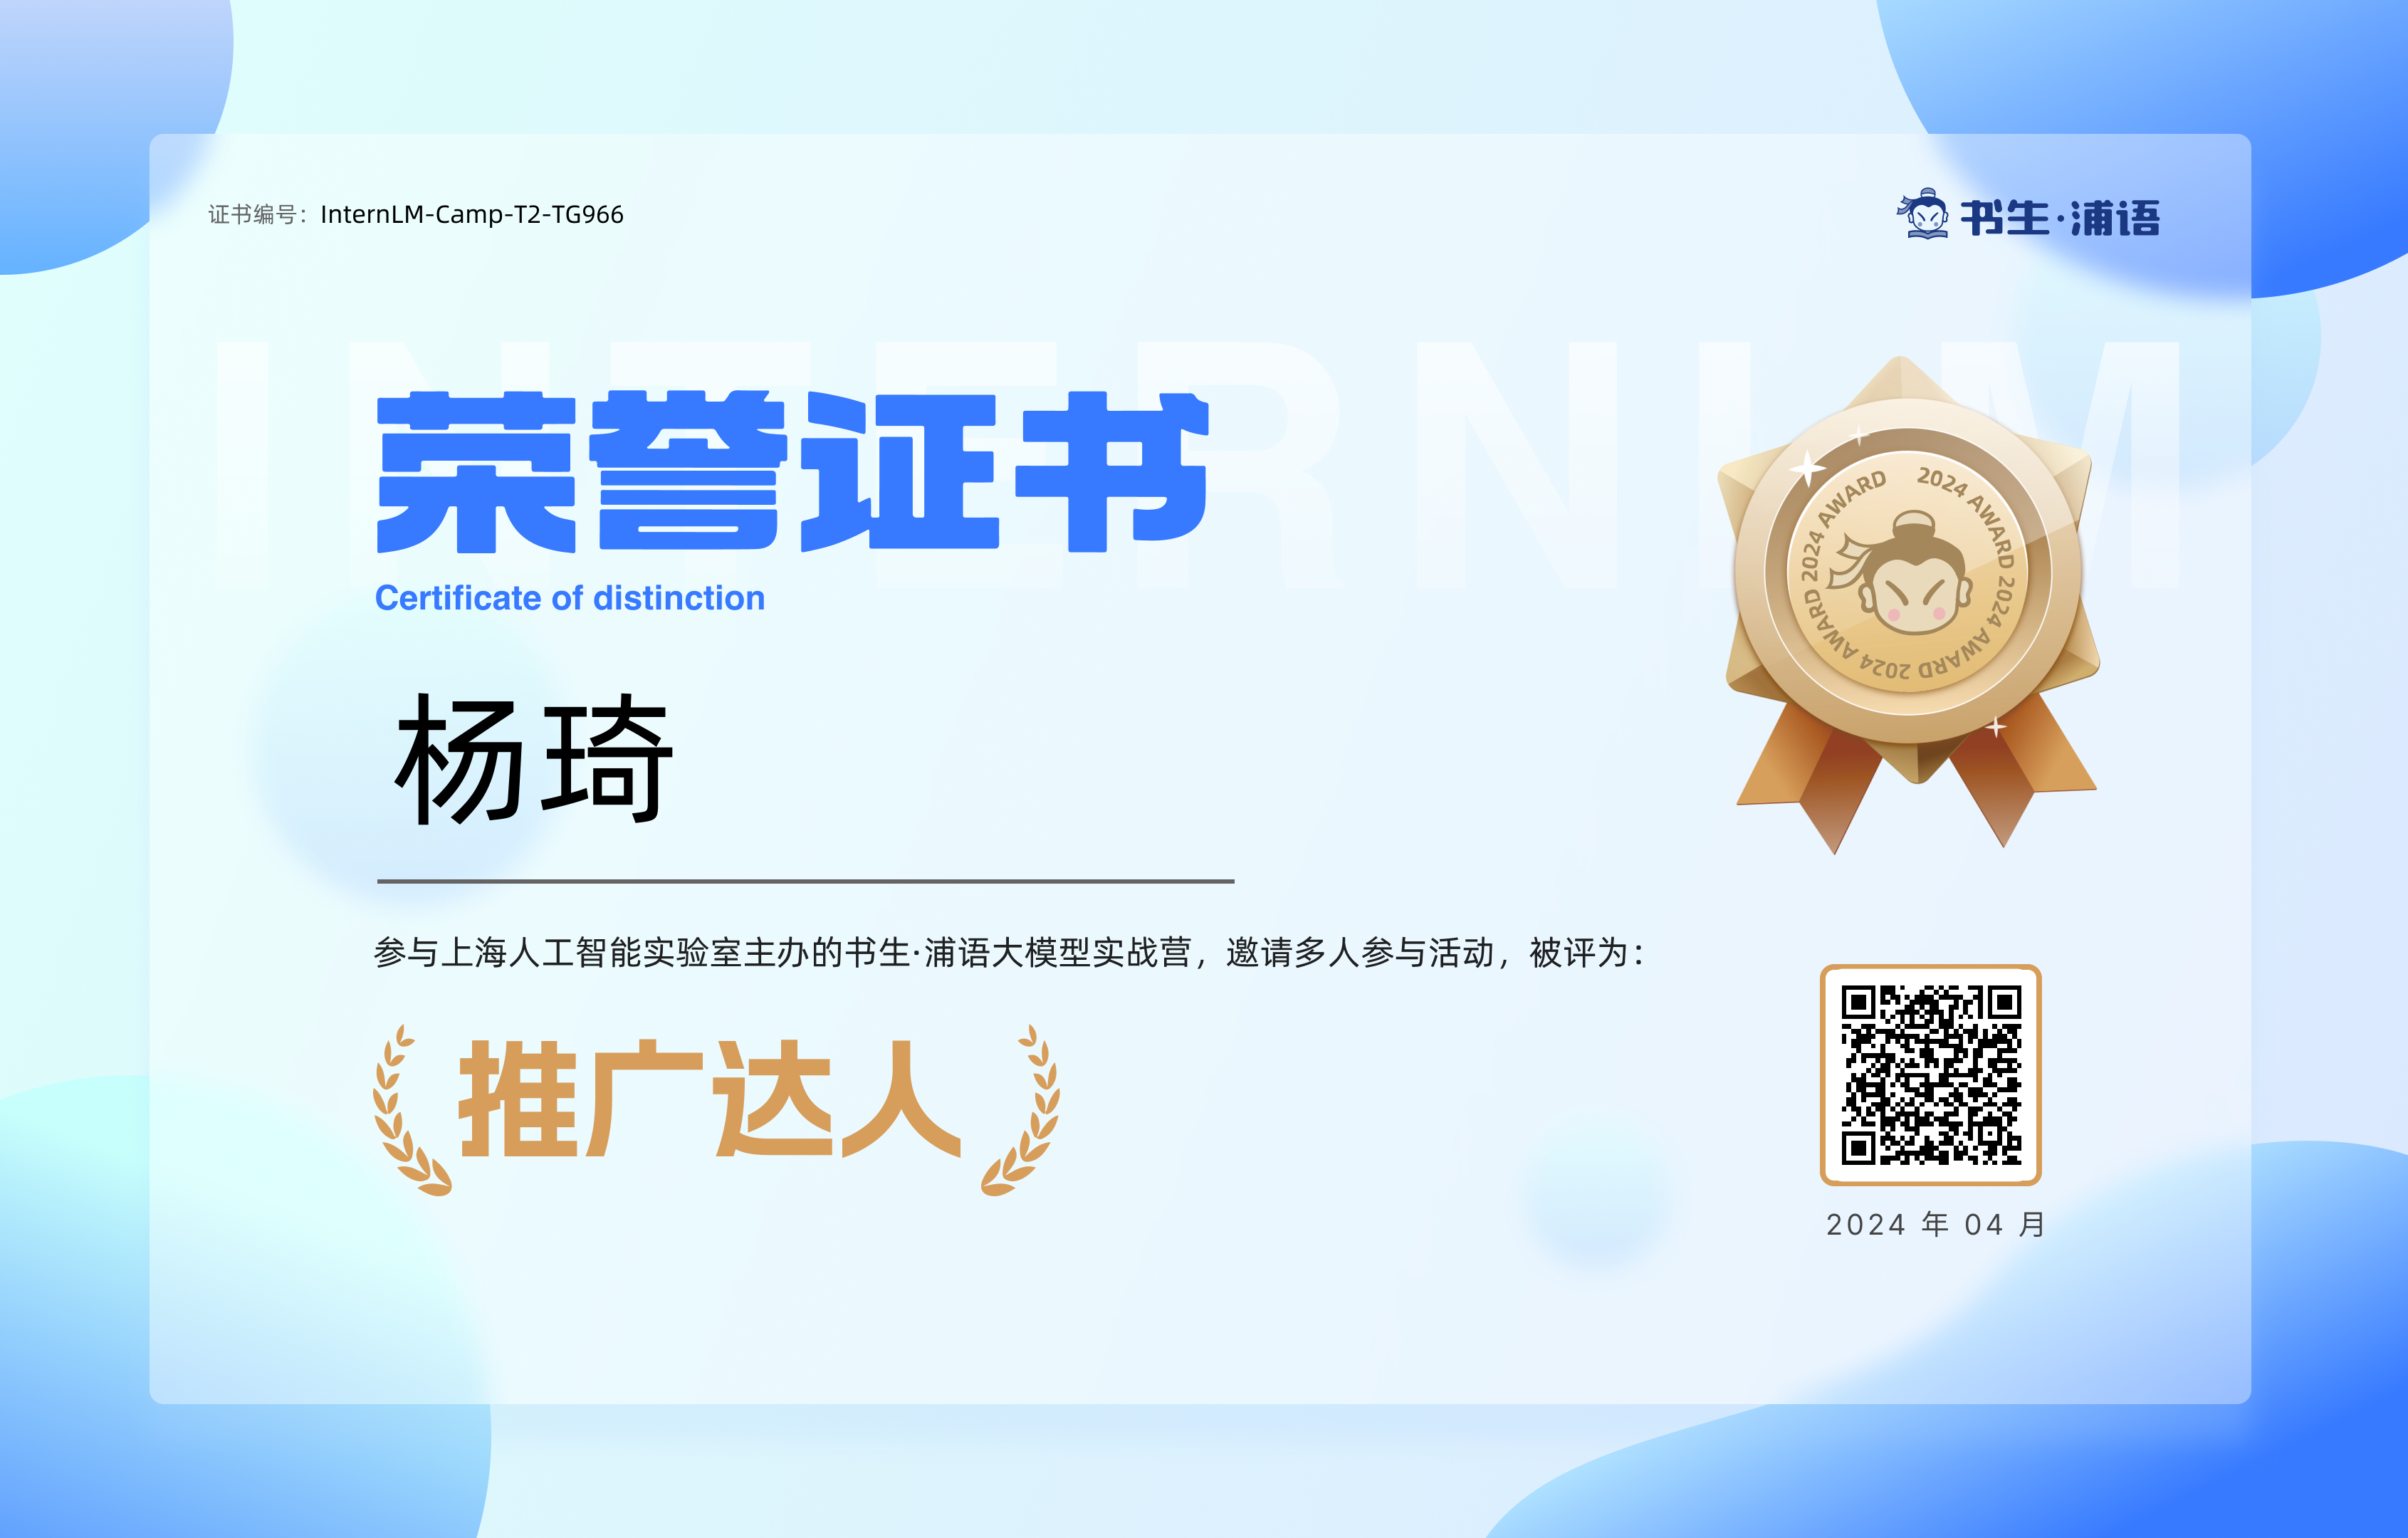 证书编号：InternLM-Camp-T2-TG966
书生·浦语
INTERNLM
荣誉证书
Certificate of distinction
2024 AWARD 2024 AWARD 2024 AWARD 2024 AWARD
杨琦
参与上海人工智能实验室主办的书生·浦语大模型实战营，邀请多人参与活动，被评为：
推广达人
2024 年 04 月